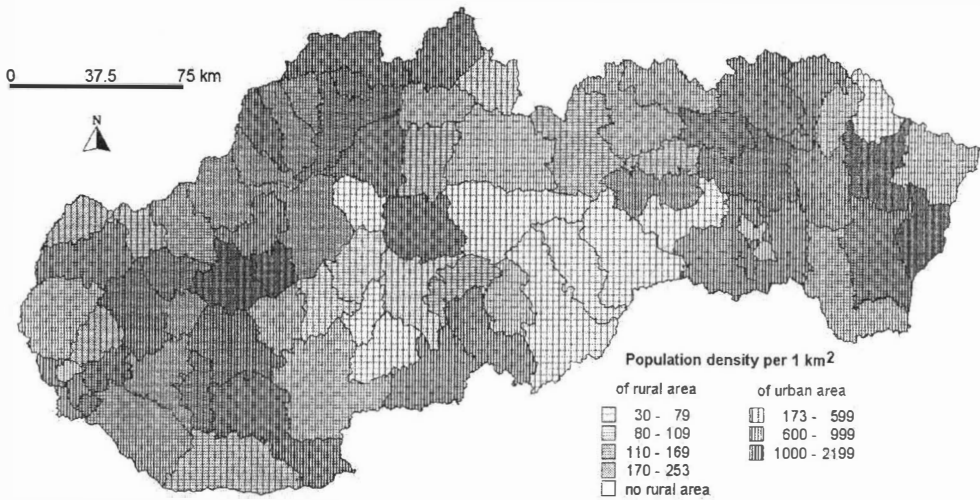 0 37.5 75 km
N
Population density per 1 km²
of rural area
30 - 79
80 - 109
110 - 169
170 - 253
no rural area
of urban area
173 - 599
600 - 999
1000 - 2199